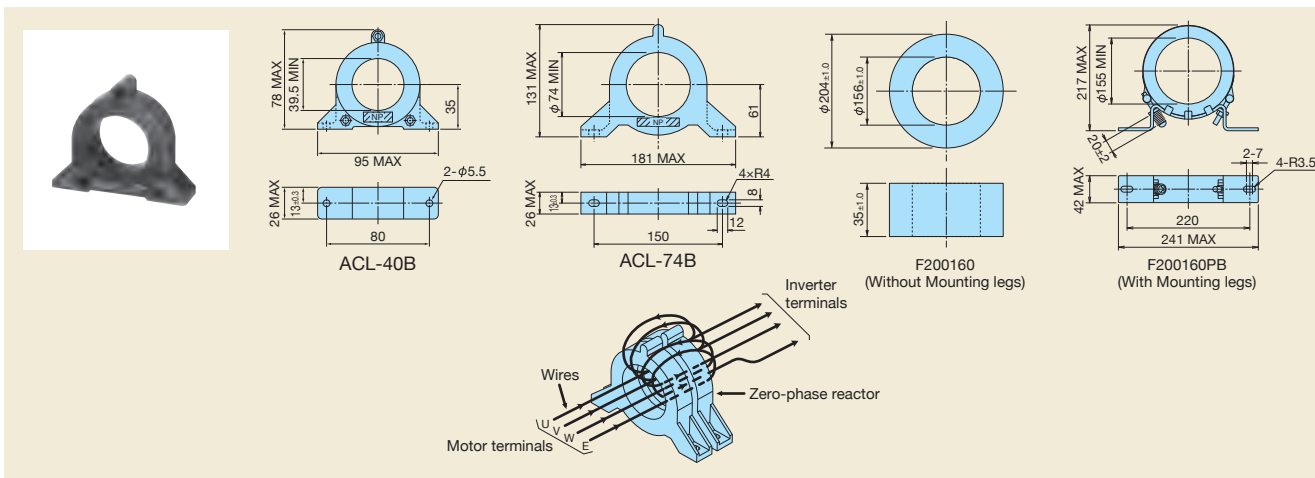 78 MAX
39.5 MIN
35
NP
95 MAX
2-φ5.5
26 MAX
13±0.3
80
ACL-40B
131 MAX
φ74 MIN
61
NP
181 MAX
4×R4
26 MAX
13±0.3
8
12
150
ACL-74B
φ204±1.0
φ156±1.0
35±1.0
F200160
(Without Mounting legs)
217 MAX
φ155 MIN
20±2
2-7
4-R3.5
42 MAX
220
241 MAX
F200160PB
(With Mounting legs)
Inverter
terminals
Wires
Zero-phase reactor
U
V
W
E
Motor terminals